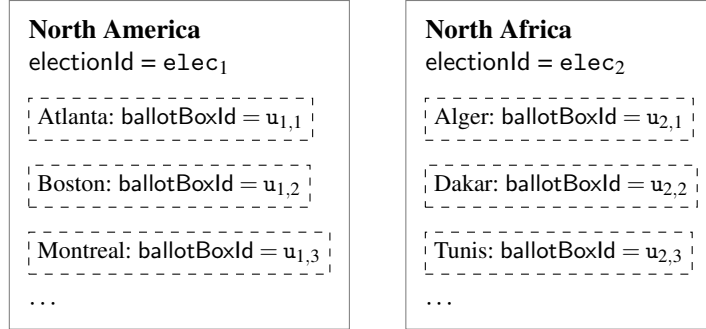 North America
electionId = elec₁
Atlanta: ballotBoxId = u₁,₁
Boston: ballotBoxId = u₁,₂
Montreal: ballotBoxId = u₁,₃
...
North Africa
electionId = elec₂
Alger: ballotBoxId = u₂,₁
Dakar: ballotBoxId = u₂,₂
Tunis: ballotBoxId = u₂,₃
...